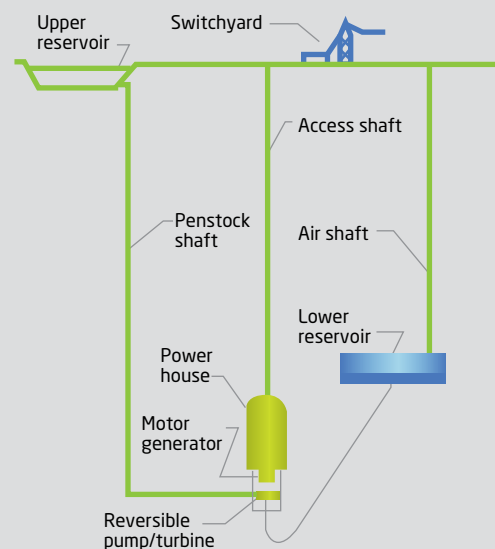 Upper
reservoir
Switchyard
Access shaft
Penstock
shaft
Air shaft
Lower
reservoir
Power
house
Motor
generator
Reversible
pump/turbine